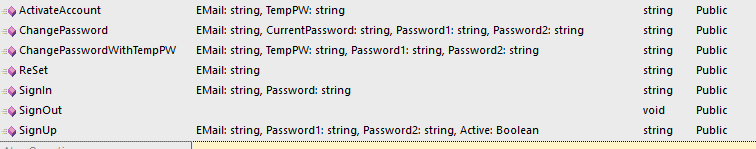 ActivateAccount EMail: string, TempPW: string string Public
ChangePassword EMail: string, CurrentPassword: string, Password1: string, Password2: string string Public
ChangePasswordWithTempPW EMail: string, TempPW: string, Password1: string, Password2: string string Public
ReSet EMail: string string Public
SignIn EMail: string, Password: string string Public
SignOut void Public
SignUp EMail: string, Password1: string, Password2: string, Active: Boolean string Public